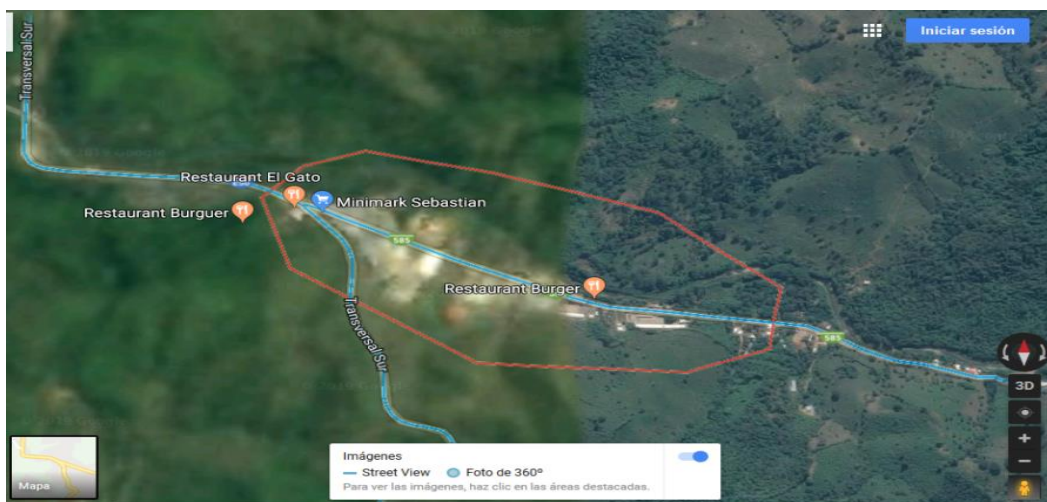 Iniciar sesión
Transversal Sur
Restaurant El Gato
Restaurant Burguer
Minimark Sebastian
585
Restaurant Burger
Transversal Sur
585
3D
Imágenes
Street View Foto de 360º
Para ver las imágenes, haz clic en las áreas destacadas.
Mapa
+
−